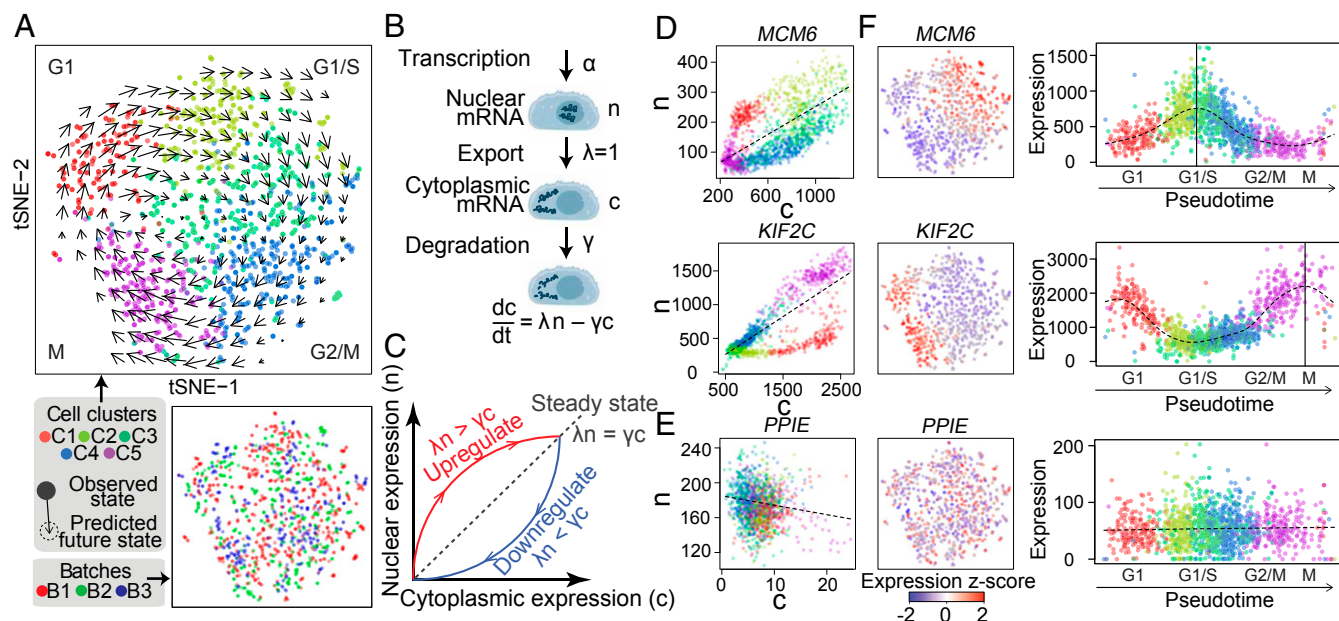 A
G1
G1/S
M
G2/M
tSNE−2
tSNE−1
Cell clusters
C1 C2 C3
C4 C5
Observed
state
Predicted
future state
Batches
B1 B2 B3
B
Transcription
α
Nuclear
mRNA
n
Export
λ=1
Cytoplasmic
mRNA
c
Degradation
γ
dc
dt
= λn − γc
C
Nuclear expression (n)
Cytoplasmic expression (c)
Steady state
λn = γc
λn > γc
Upregulate
Downregulate
λn < γc
D
MCM6
n
400
300
200
100
200
600
1000
c
KIF2C
n
1500
1000
500
500
1500
2500
c
E
PPIE
n
240
200
160
120
0
10
20
c
F
MCM6
KIF2C
PPIE
Expression z-score
-2
0
2
Expression
1500
1000
500
0
G1
G1/S
G2/M
M
Pseudotime
Expression
3000
2000
1000
0
G1
G1/S
G2/M
M
Pseudotime
Expression
200
150
100
50
0
G1
G1/S
G2/M
M
Pseudotime